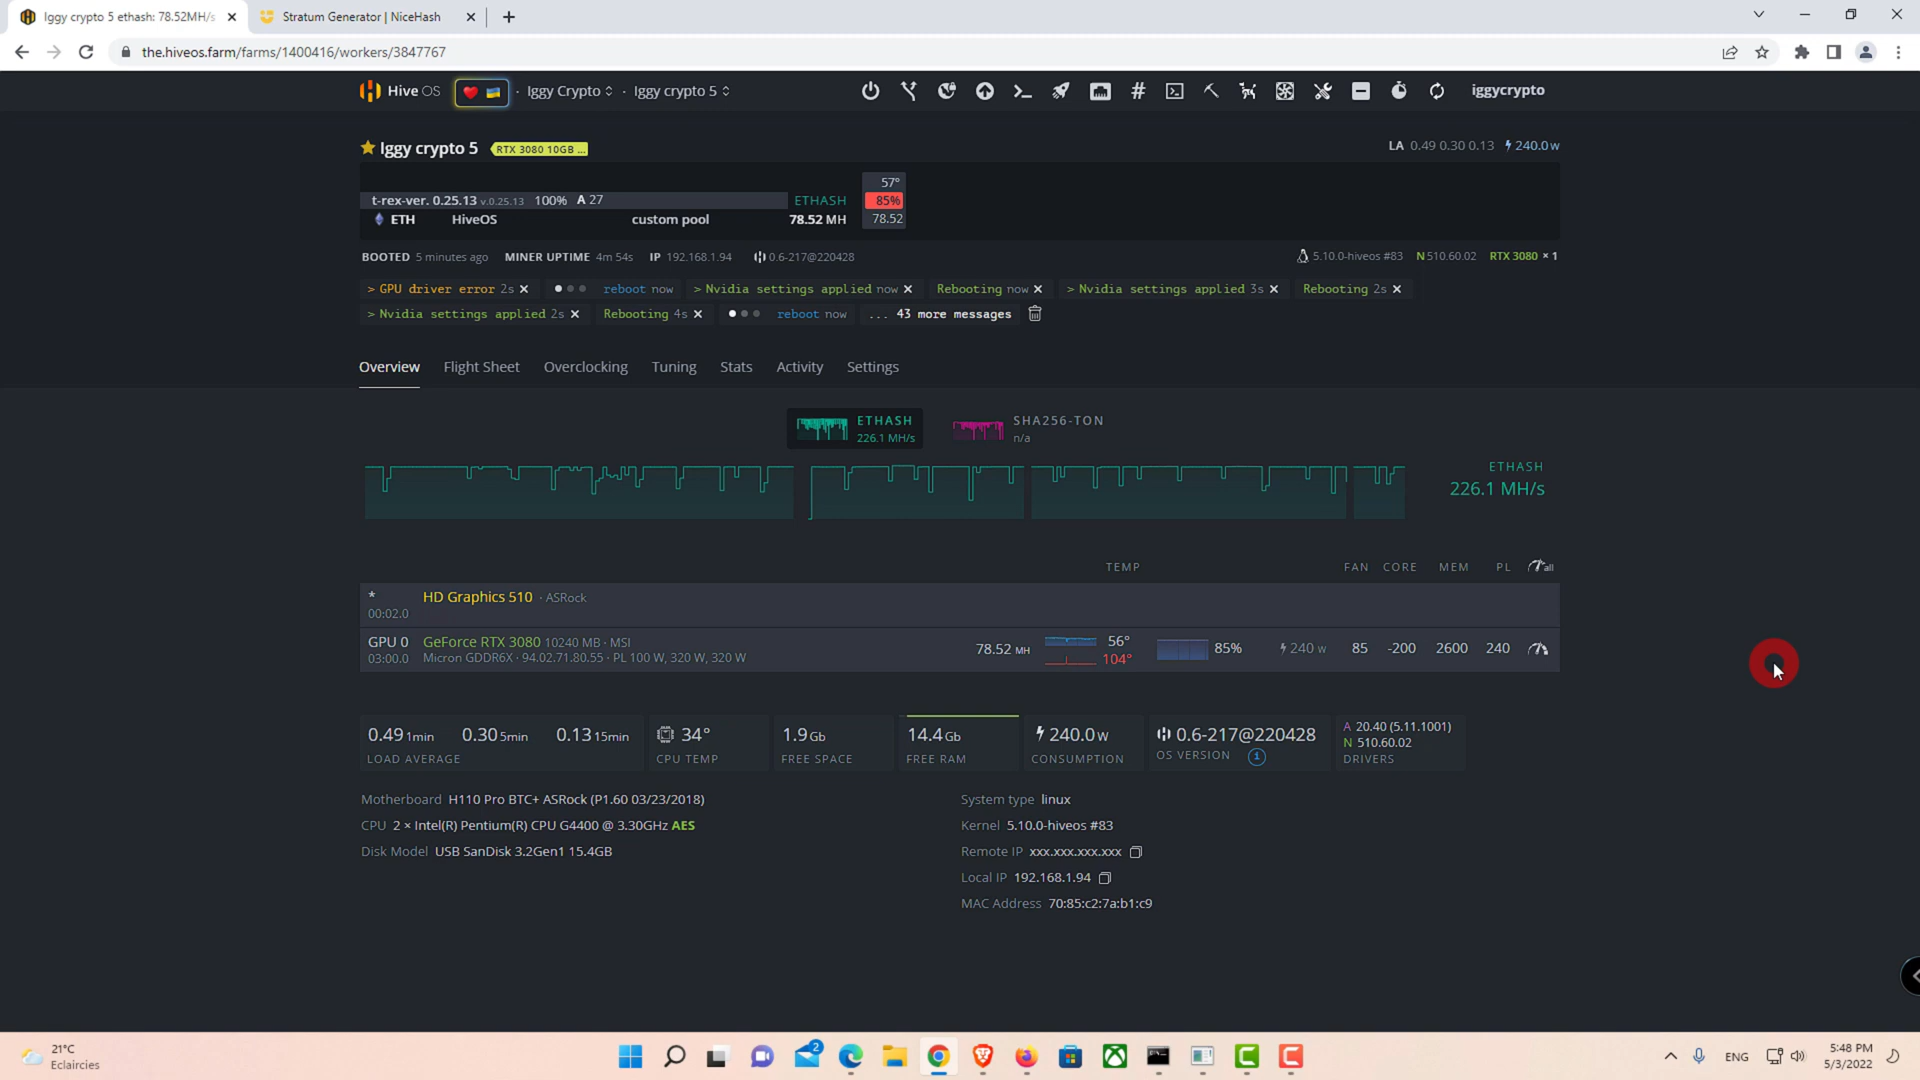 Iggy crypto 5 ethash: 78.52MH/s
Stratum Generator | NiceHash
the.hiveos.farm/farms/1400416/workers/3847767
Hive OS · Iggy Crypto · Iggy crypto 5
iggycrypto
Iggy crypto 5 RTX 3080 10GB ...
LA 0.49 0.30 0.13 240.0 W
t-rex-ver. 0.25.13 v.0.25.13 100% A 27 ETHASH
ETH HiveOS custom pool 78.52 MH
57°
85%
78.52
BOOTED 5 minutes ago MINER UPTIME 4m 54s IP 192.168.1.94 0.6-217@220428
5.10.0-hiveos #83 N 510.60.02 RTX 3080 × 1
> GPU driver error 2s reboot now > Nvidia settings applied now Rebooting now > Nvidia settings applied 3s Rebooting 2s
> Nvidia settings applied 2s Rebooting 4s reboot now ... 43 more messages
Overview Flight Sheet Overclocking Tuning Stats Activity Settings
ETHASH
226.1 MH/s
SHA256-TON
n/a
ETHASH
226.1 MH/s
TEMP FAN CORE MEM PL all
* HD Graphics 510 · ASRock
00:02.0
GPU 0 GeForce RTX 3080 10240 MB · MSI
03:00.0 Micron GDDR6X · 94.02.71.80.55 · PL 100 W, 320 W, 320 W
78.52 MH 56° 104° 85% 240 W 85 -200 2600 240
0.49 1min 0.30 5min 0.13 15min
LOAD AVERAGE
34°
CPU TEMP
1.9 Gb
FREE SPACE
14.4 Gb
FREE RAM
240.0 W
CONSUMPTION
0.6-217@220428
OS VERSION
A 20.40 (5.11.1001)
N 510.60.02
DRIVERS
Motherboard H110 Pro BTC+ ASRock (P1.60 03/23/2018)
CPU 2 × Intel(R) Pentium(R) CPU G4400 @ 3.30GHz AES
Disk Model USB SanDisk 3.2Gen1 15.4GB
System type linux
Kernel 5.10.0-hiveos #83
Remote IP xxx.xxx.xxx.xxx
Local IP 192.168.1.94
MAC Address 70:85:c2:7a:b1:c9
21°C
Eclaircies
2
ENG
5:48 PM
5/3/2022